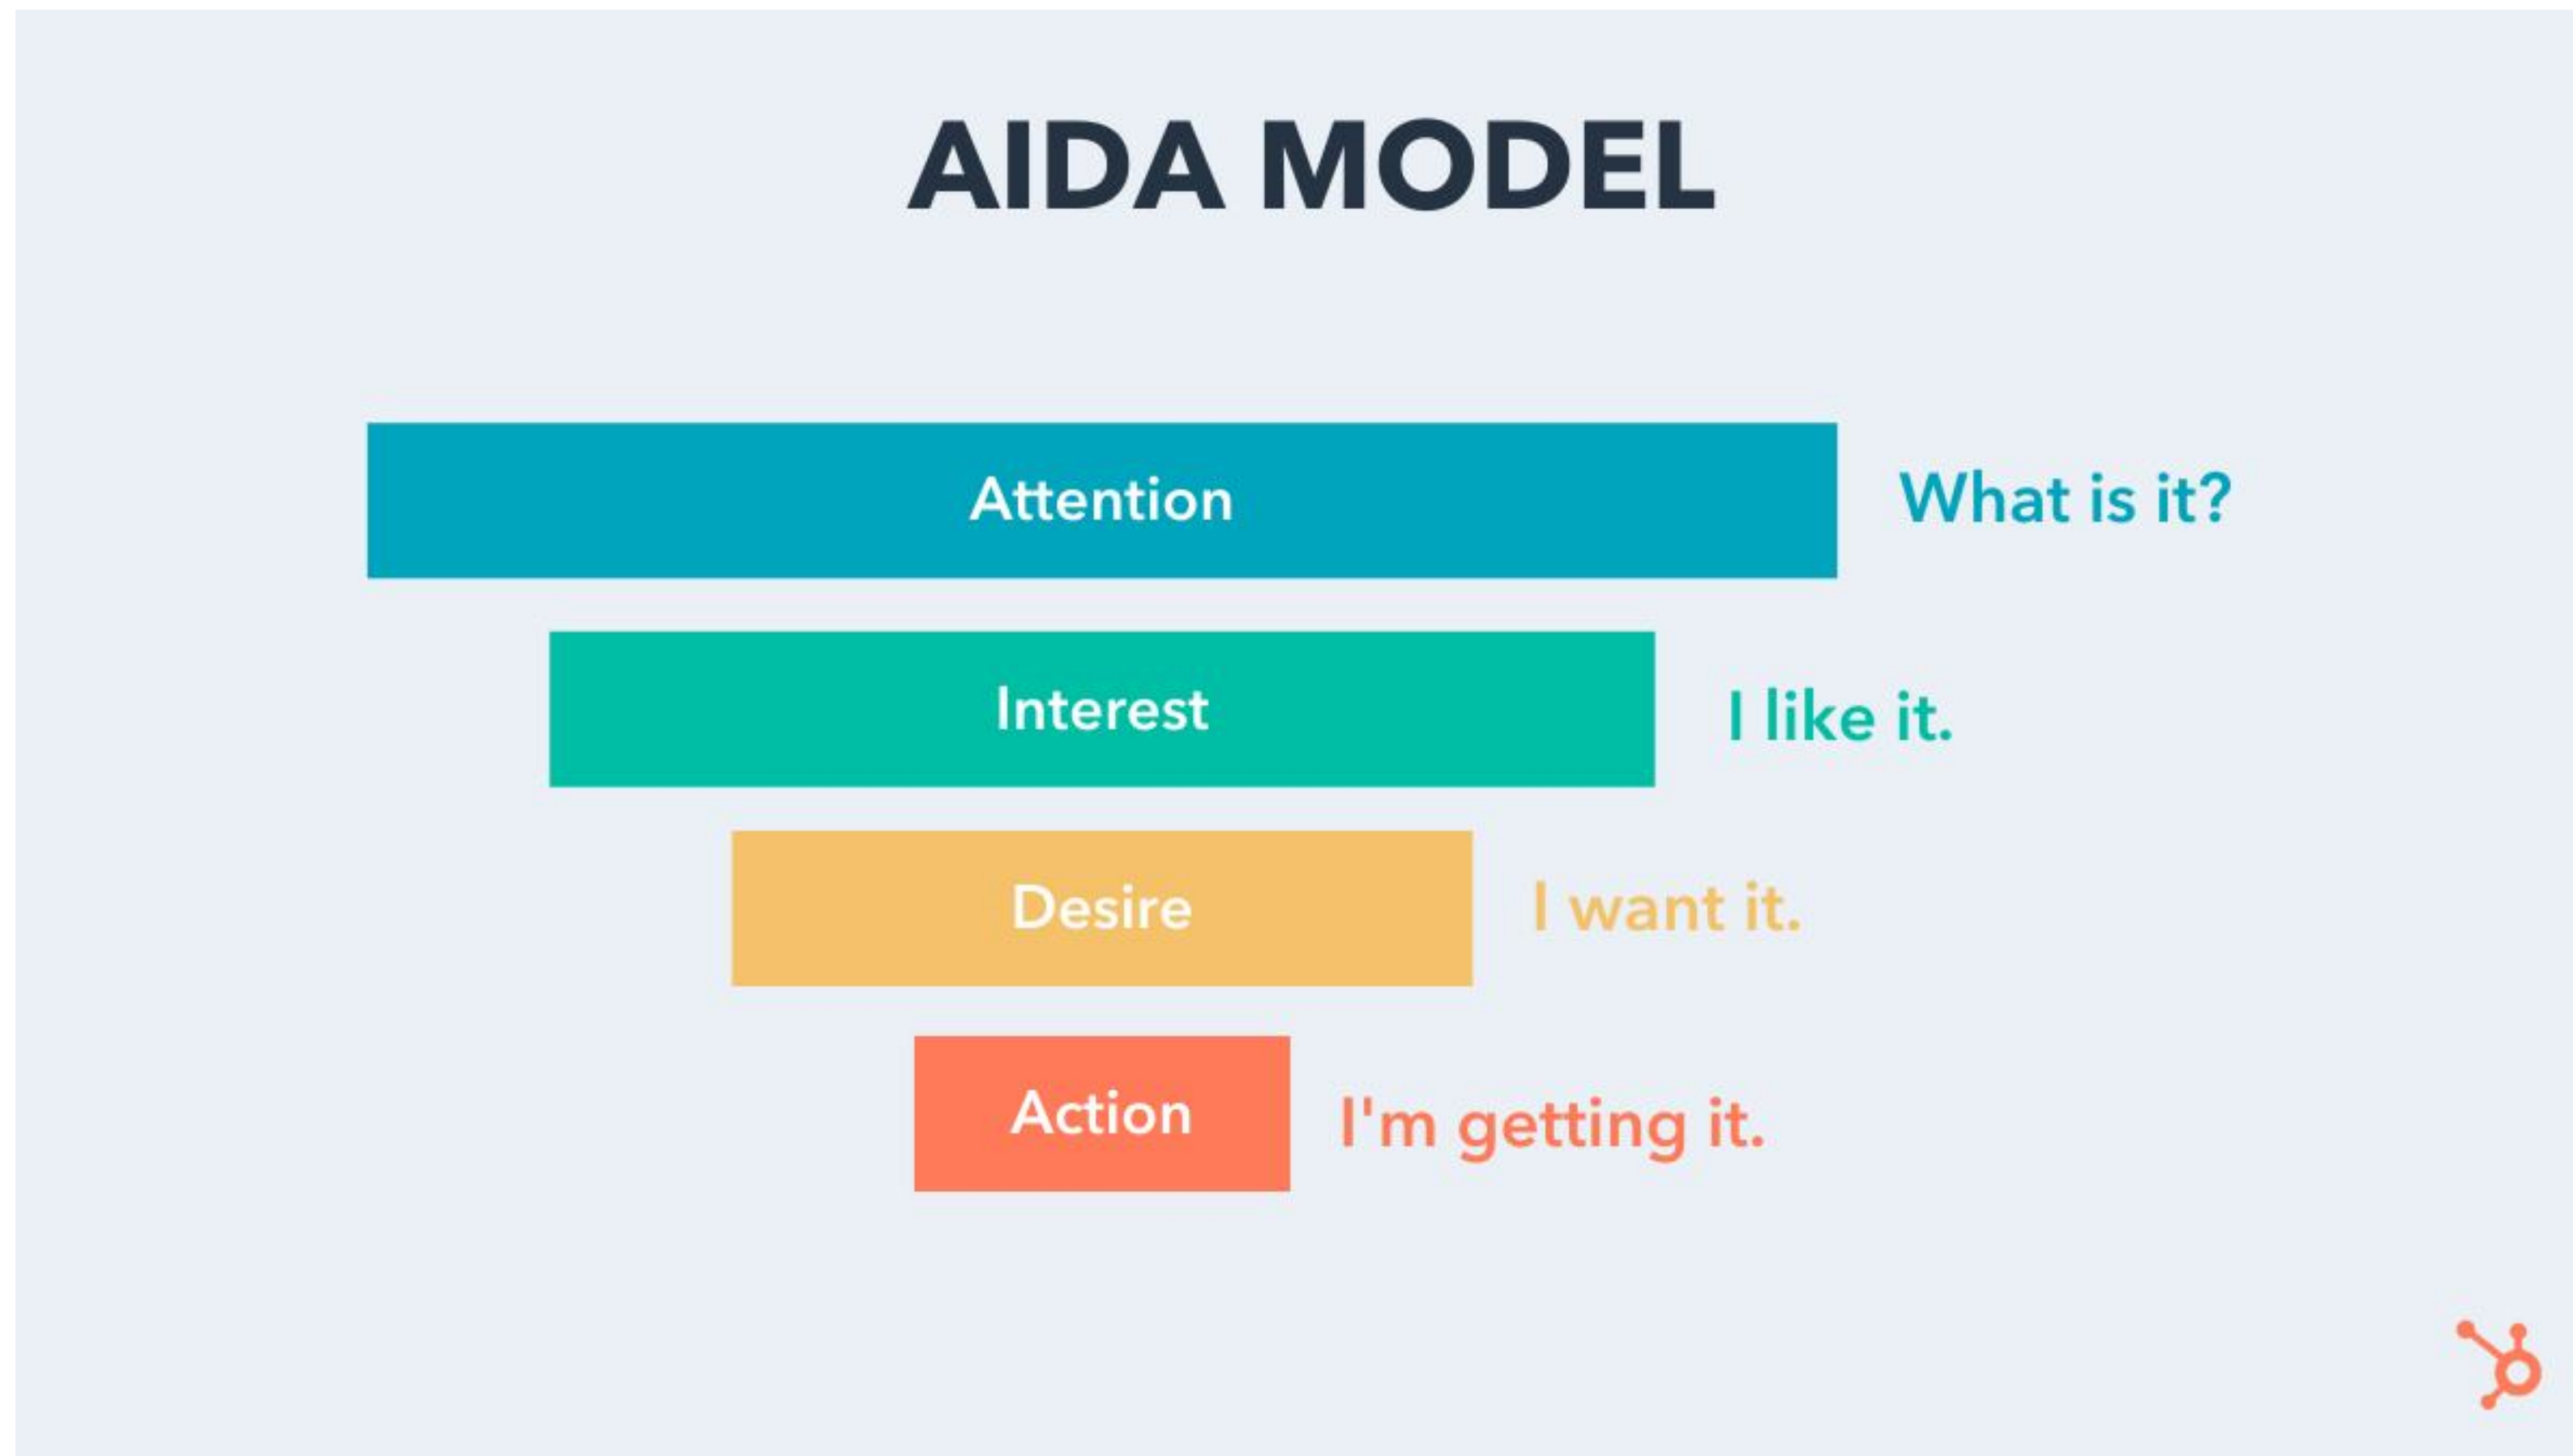 AIDA MODEL
Attention
What is it?
Interest
I like it.
Desire
I want it.
Action
I'm getting it.